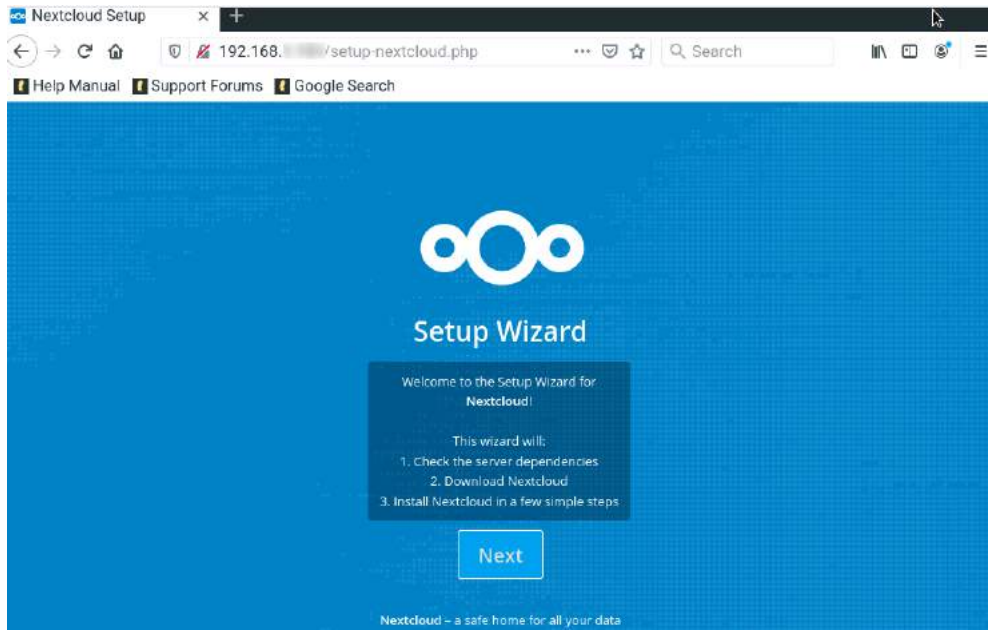 Nextcloud Setup
192.168. /setup-nextcloud.php
Search
Help Manual Support Forums Google Search
Setup Wizard
Welcome to the Setup Wizard for
Nextcloud!
This wizard will:
1. Check the server dependencies
2. Download Nextcloud
3. Install Nextcloud in a few simple steps
Next
Nextcloud – a safe home for all your data